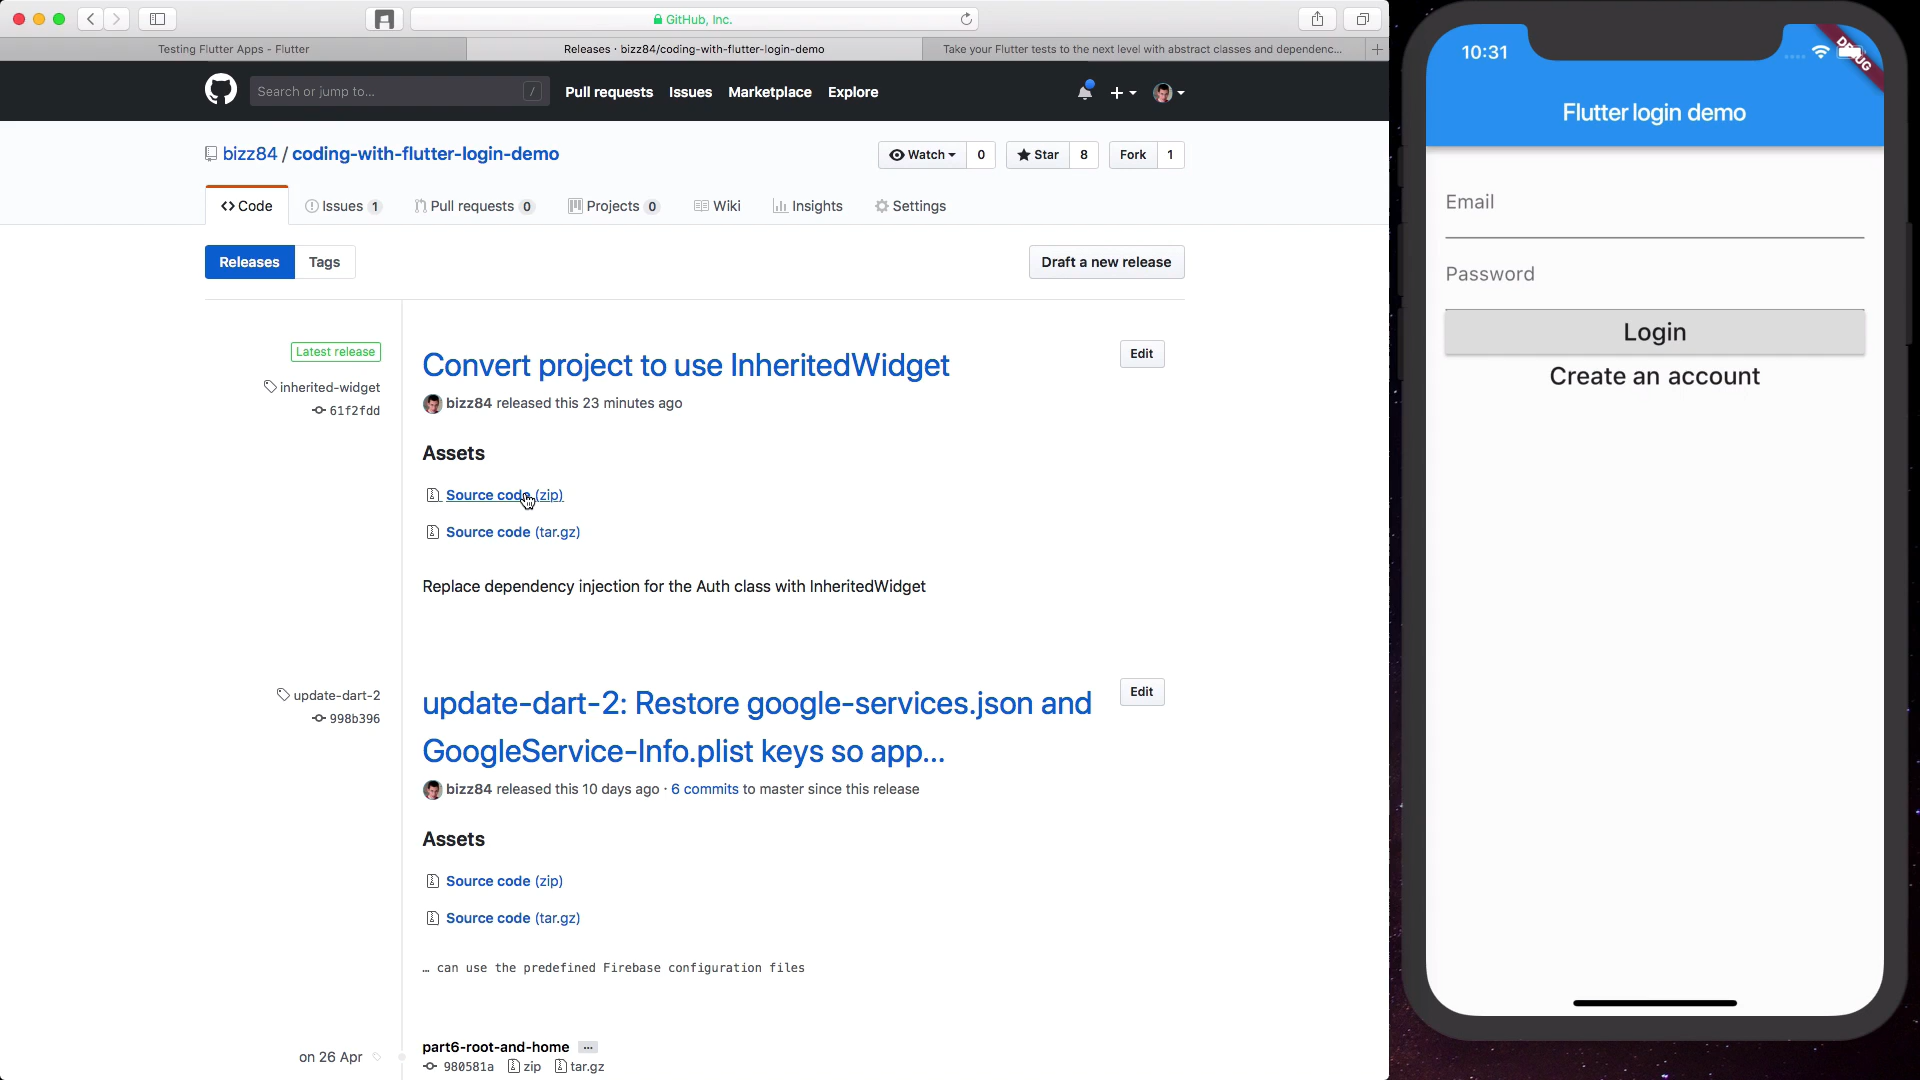 GitHub, Inc.
Testing Flutter Apps - Flutter
Releases · bizz84/coding-with-flutter-login-demo
Take your Flutter tests to the next level with abstract classes and dependenc...
Search or jump to...
/
Pull requests
Issues
Marketplace
Explore
bizz84 / coding-with-flutter-login-demo
Watch
0
Star
8
Fork
1
Code
Issues 1
Pull requests 0
Projects 0
Wiki
Insights
Settings
Releases
Tags
Draft a new release
Latest release
inherited-widget
61f2fdd
Convert project to use InheritedWidget
Edit
bizz84 released this 23 minutes ago
Assets
Source code (zip)
Source code (tar.gz)
Replace dependency injection for the Auth class with InheritedWidget
update-dart-2
998b396
update-dart-2: Restore google-services.json and
GoogleService-Info.plist keys so app...
Edit
bizz84 released this 10 days ago · 6 commits to master since this release
Assets
Source code (zip)
Source code (tar.gz)
… can use the predefined Firebase configuration files
on 26 Apr
part6-root-and-home …
980581a zip tar.gz
10:31
DEBUG
Flutter login demo
Email
Password
Login
Create an account